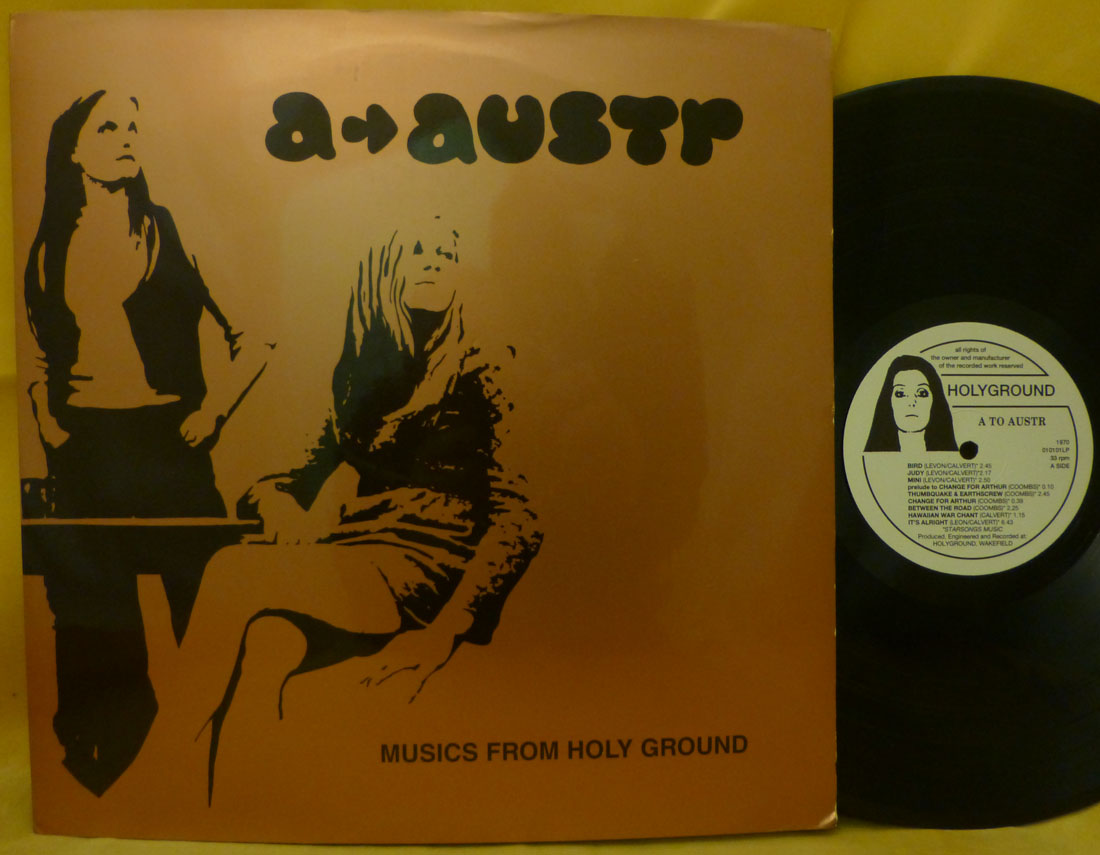 a→austr
MUSICS FROM HOLY GROUND
all rights of
the owner and manufacturer
of the recorded work reserved
HOLYGROUND
A TO AUSTR
1970
010101LP
33 rpm
A SIDE
BIRD (LEVON/CALVERT)* 2.45
JUDY (LEVON/CALVERT)*2.17
MINI (LEVON/CALVERT)* 2.50
prelude to CHANGE FOR ARTHUR (COOMBS)* 0.10
THUMBQUAKE & EARTHSCREW (COOMBS)* 2.45
CHANGE FOR ARTHUR (COOMBS)* 0.39
BETWEEN THE ROAD (COOMBS)* 2.25
HAWAIIAN WAR CHANT (CALVERT)* 1.15
IT'S ALRIGHT (LEON/CALVERT)* 6.43
*STARSONGS MUSIC
Produced, Engineered and Recorded at
HOLYGROUND, WAKEFIELD